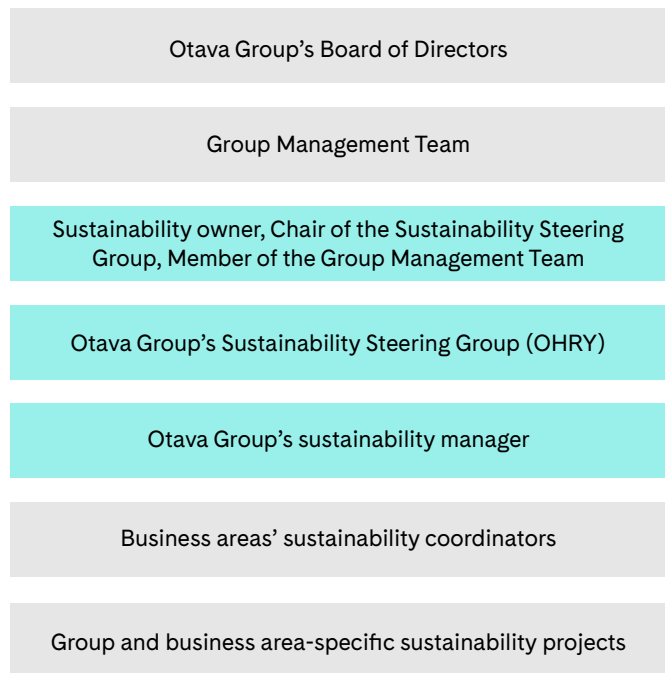 Otava Group’s Board of Directors
Group Management Team
Sustainability owner, Chair of the Sustainability Steering
Group, Member of the Group Management Team
Otava Group’s Sustainability Steering Group (OHRY)
Otava Group’s sustainability manager
Business areas’ sustainability coordinators
Group and business area-specific sustainability projects